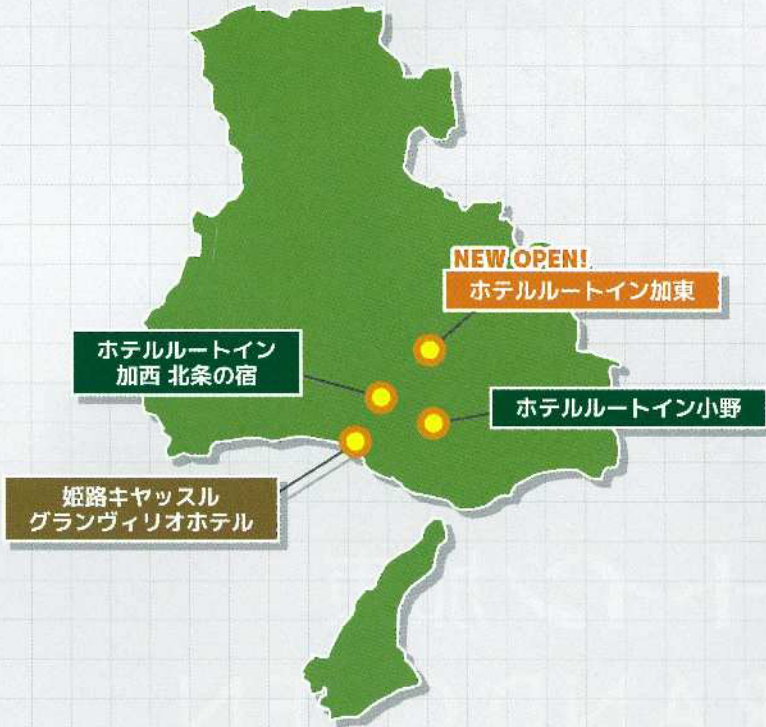 NEW OPEN!
ホテルルートイン加東
ホテルルートイン
加西 北条の宿
ホテルルートイン小野
姫路キヤッスル
グランヴィリオホテル